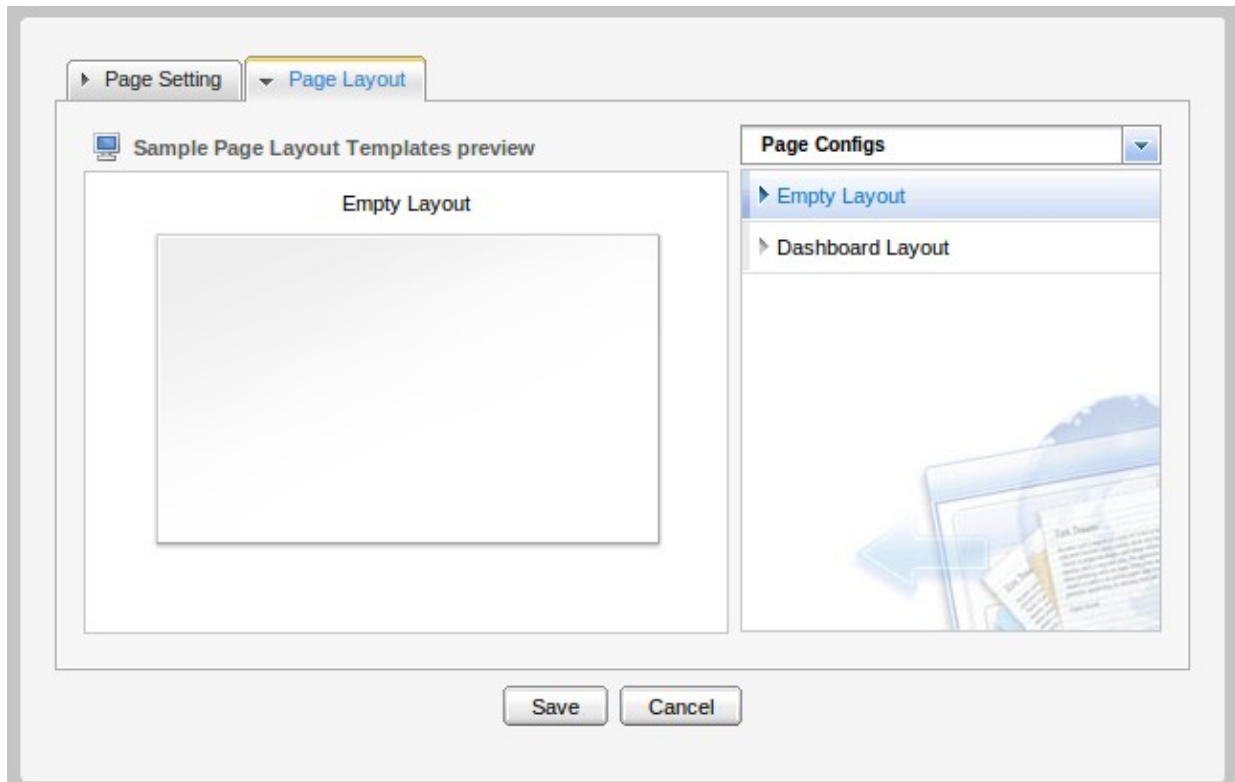 Page Setting
Page Layout
Sample Page Layout Templates preview
Page Configs
Empty Layout
Empty Layout
Dashboard Layout
Save
Cancel